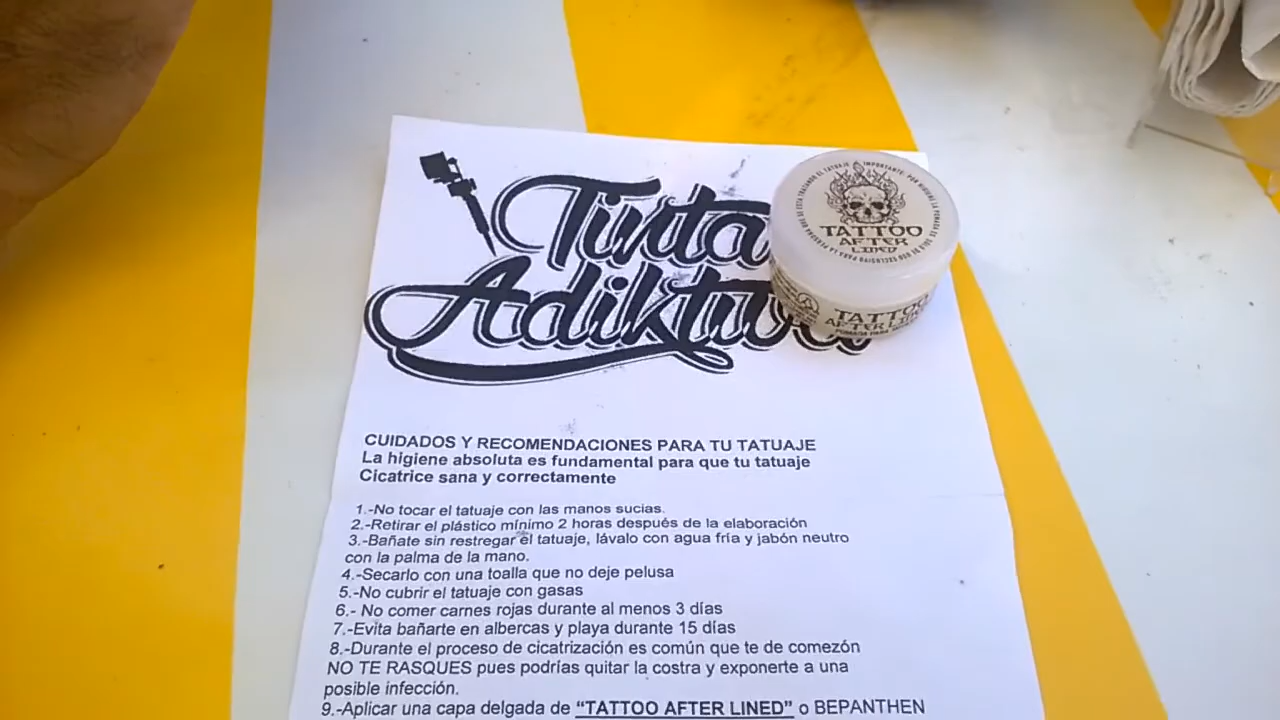 Tinta
Adiktiva
TATTOO
AFTER
LINED
TATTOO
AFTER LINED
CUIDADOS Y RECOMENDACIONES PARA TU TATUAJE
La higiene absoluta es fundamental para que tu tatuaje
Cicatrice sana y correctamente
1.-No tocar el tatuaje con las manos sucias.
2.-Retirar el plástico mínimo 2 horas después de la elaboración
3.-Bañate sin restregar el tatuaje, lávalo con agua fría y jabón neutro
con la palma de la mano.
4.-Secarlo con una toalla que no deje pelusa
5.-No cubrir el tatuaje con gasas
6.- No comer carnes rojas durante al menos 3 días
7.-Evita bañarte en albercas y playa durante 15 días
8.-Durante el proceso de cicatrización es común que te de comezón
NO TE RASQUES pues podrías quitar la costra y exponerte a una
posible infección.
9.-Aplicar una capa delgada de “TATTOO AFTER LINED” o BEPANTHEN